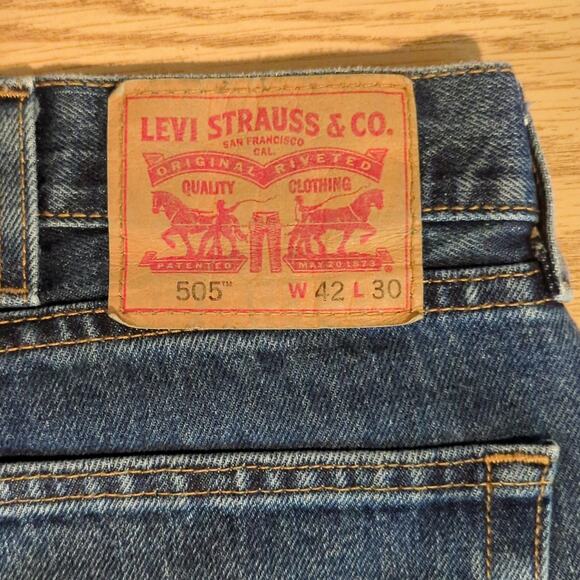 LEVI STRAUSS & CO.
SAN FRANCISCO
CAL.
ORIGINAL RIVETED
QUALITY CLOTHING
PATENTED MAY 20 1873 ®
505™ W 42 L 30